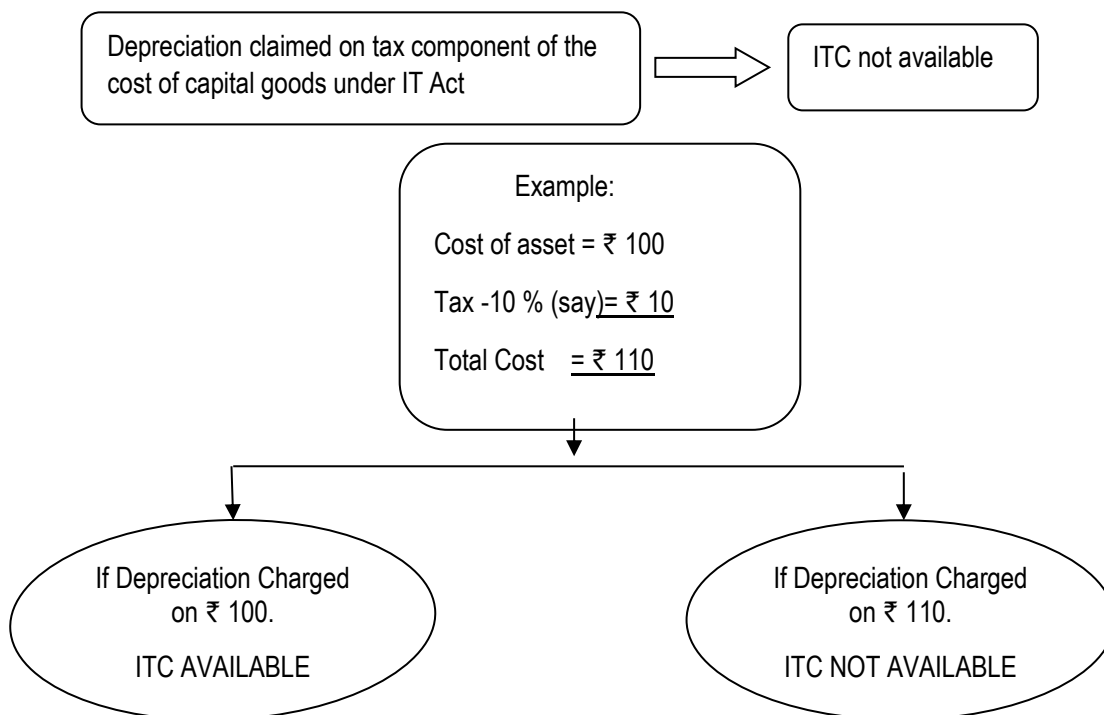 Depreciation claimed on tax component of the
cost of capital goods under IT Act
ITC not available
Example:
Cost of asset = ₹ 100
Tax -10 % (say)= ₹ 10
Total Cost = ₹ 110
If Depreciation Charged
on ₹ 100.
ITC AVAILABLE
If Depreciation Charged
on ₹ 110.
ITC NOT AVAILABLE